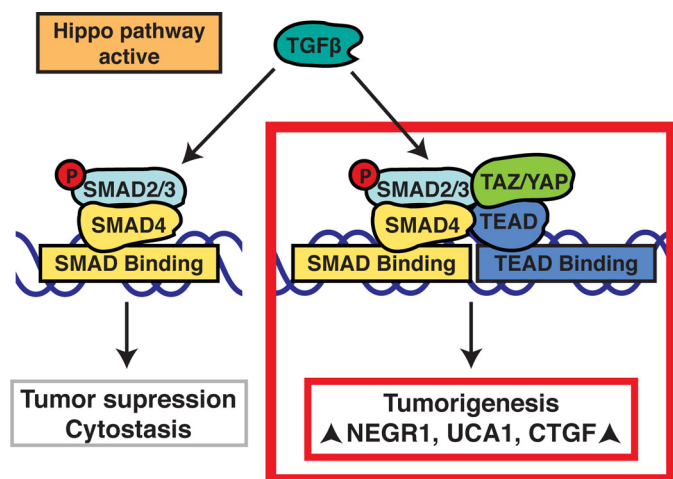 Hippo pathway
active
TGFβ
P
SMAD2/3
SMAD4
SMAD Binding
Tumor supression
Cytostasis
P
SMAD2/3
TAZ/YAP
SMAD4
TEAD
SMAD Binding
TEAD Binding
Tumorigenesis
NEGR1, UCA1, CTGF